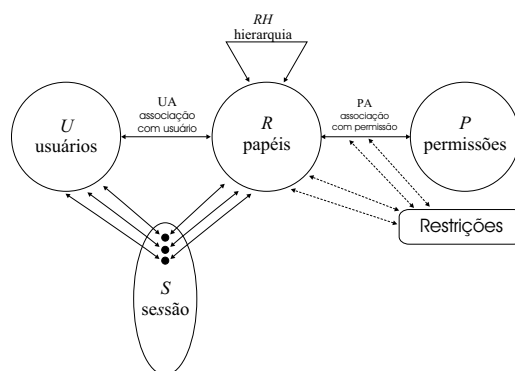 RH
hierarquia
UA
associação
com usuário
PA
associação
com permissão
U
usuários
R
papéis
P
permissões
Restrições
S
sessão